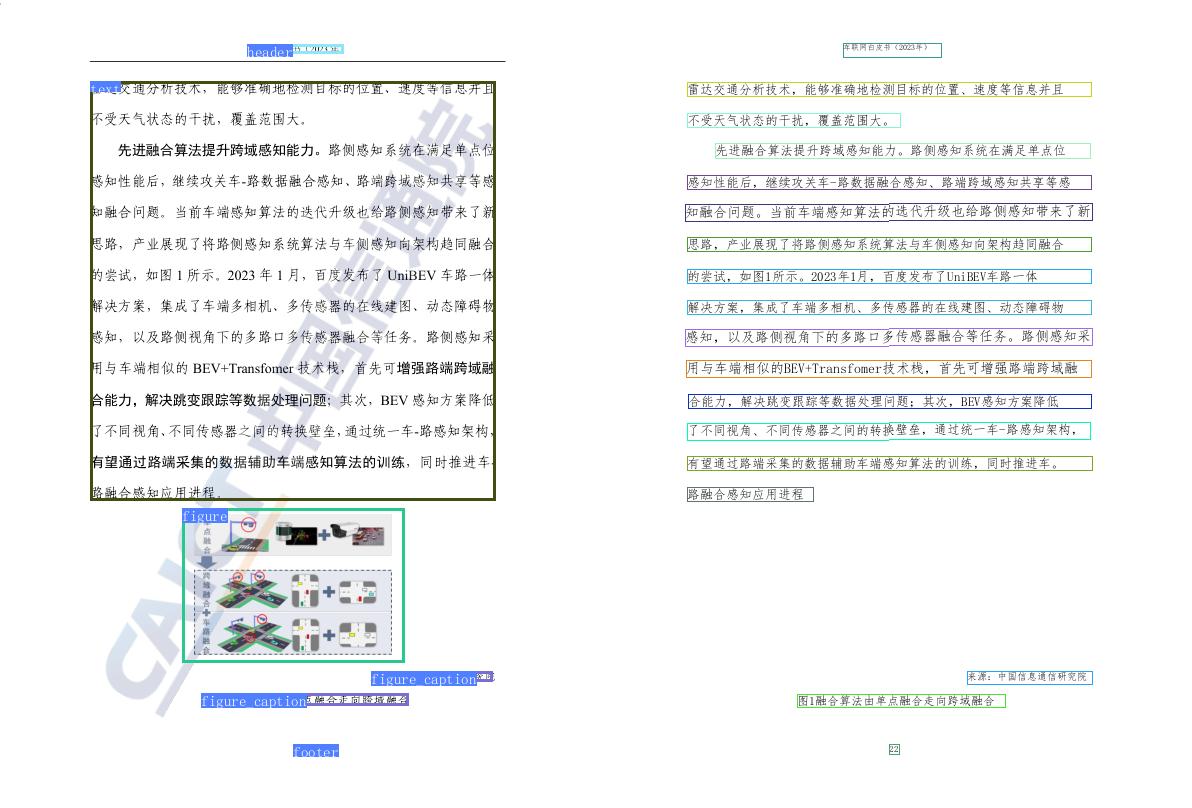 header
text
雷达交通分析技术，能够准确地检测目标的位置、速度等信息并且
不受天气状态的干扰，覆盖范围大。
先进融合算法提升跨域感知能力。路侧感知系统在满足单点位
感知性能后，继续攻关车-路数据融合感知、路端跨域感知共享等感
知融合问题。当前车端感知算法的迭代升级也给路侧感知带来了新
思路，产业展现了将路侧感知系统算法与车侧感知向架构趋同融合
的尝试，如图 1 所示。2023 年 1 月，百度发布了 UniBEV 车路一体
解决方案，集成了车端多相机、多传感器的在线建图、动态障碍物
感知，以及路侧视角下的多路口多传感器融合等任务。路侧感知采
用与车端相似的 BEV+Transfomer 技术栈，首先可增强路端跨域融
合能力，解决跳变跟踪等数据处理问题；其次，BEV 感知方案降低
了不同视角、不同传感器之间的转换壁垒，通过统一车-路感知架构，
有望通过路端采集的数据辅助车端感知算法的训练，同时推进车-
路融合感知应用进程。
figure
点融合
跨域融合+车路融合
figure_caption
figure_caption 点融合走向跨域融合
footer
CAICT 中国信通院
车联网白皮书（2023年）
雷达交通分析技术，能够准确地检测目标的位置、速度等信息并且
不受天气状态的干扰，覆盖范围大。
先进融合算法提升跨域感知能力。路侧感知系统在满足单点位
感知性能后，继续攻关车-路数据融合感知、路端跨域感知共享等感
知融合问题。当前车端感知算法的迭代升级也给路侧感知带来了新
思路，产业展现了将路侧感知系统算法与车侧感知向架构趋同融合
的尝试，如图1所示。2023年1月，百度发布了UniBEV车路一体
解决方案，集成了车端多相机、多传感器的在线建图、动态障碍物
感知，以及路侧视角下的多路口多传感器融合等任务。路侧感知采
用与车端相似的BEV+Transfomer技术栈，首先可增强路端跨域融
合能力，解决跳变跟踪等数据处理问题；其次，BEV感知方案降低
了不同视角、不同传感器之间的转换壁垒，通过统一车-路感知架构，
有望通过路端采集的数据辅助车端感知算法的训练，同时推进车。
路融合感知应用进程
来源：中国信息通信研究院
图1融合算法由单点融合走向跨域融合
22